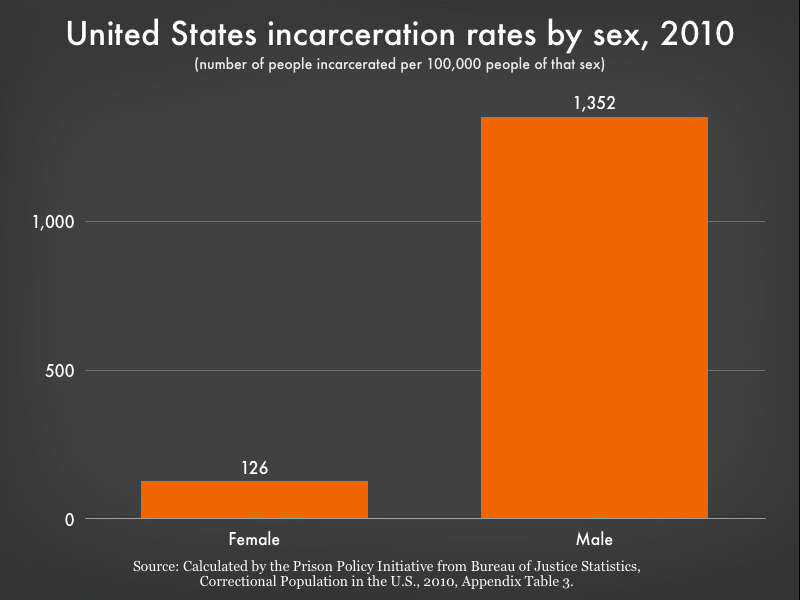 United States incarceration rates by sex, 2010
(number of people incarcerated per 100,000 people of that sex)
1,352
1,000
500
126
0
Female
Male
Source: Calculated by the Prison Policy Initiative from Bureau of Justice Statistics,
Correctional Population in the U.S., 2010, Appendix Table 3.